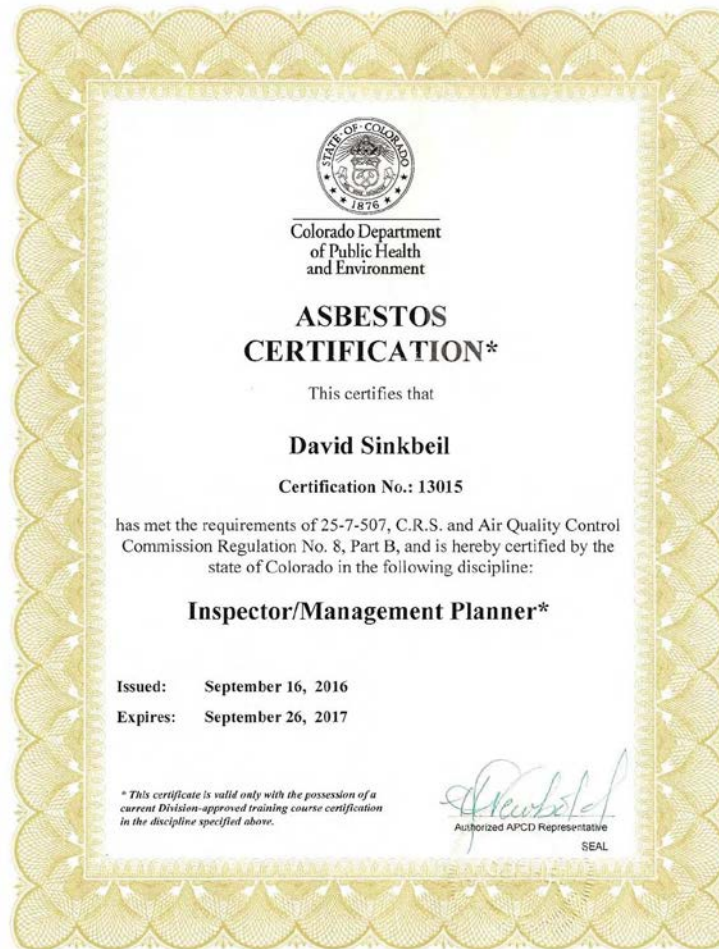 STATE·OF·COLORADO
1876
Colorado Department
of Public Health
and Environment
ASBESTOS
CERTIFICATION*
This certifies that
David Sinkbeil
Certification No.: 13015
has met the requirements of 25-7-507, C.R.S. and Air Quality Control
Commission Regulation No. 8, Part B, and is hereby certified by the
state of Colorado in the following discipline:
Inspector/Management Planner*
Issued: September 16, 2016
Expires: September 26, 2017
* This certificate is valid only with the possession of a
current Division-approved training course certification
in the discipline specified above.
Authorized APCD Representative
SEAL